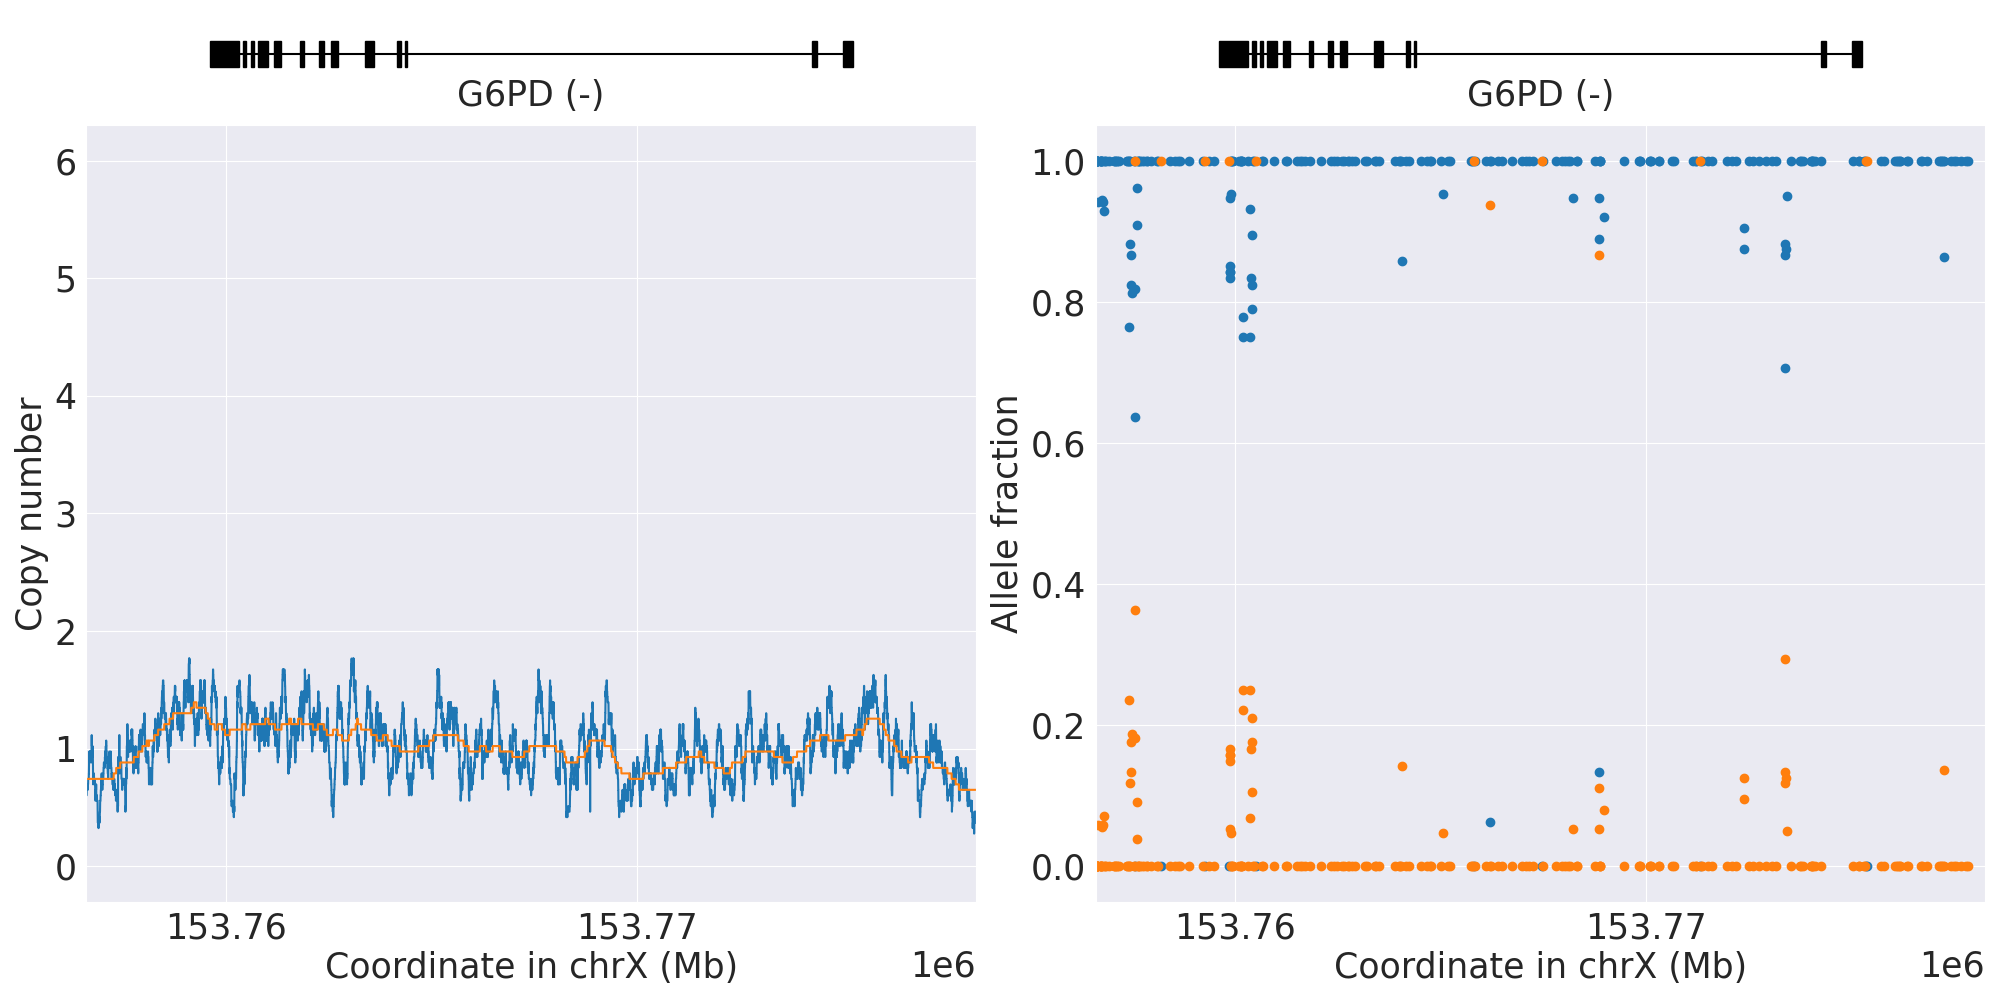 G6PD (-)
6
5
4
3
2
1
0
Copy number
153.76
153.77
Coordinate in chrX (Mb)
1e6
G6PD (-)
1.0
0.8
0.6
0.4
0.2
0.0
Allele fraction
153.76
153.77
Coordinate in chrX (Mb)
1e6